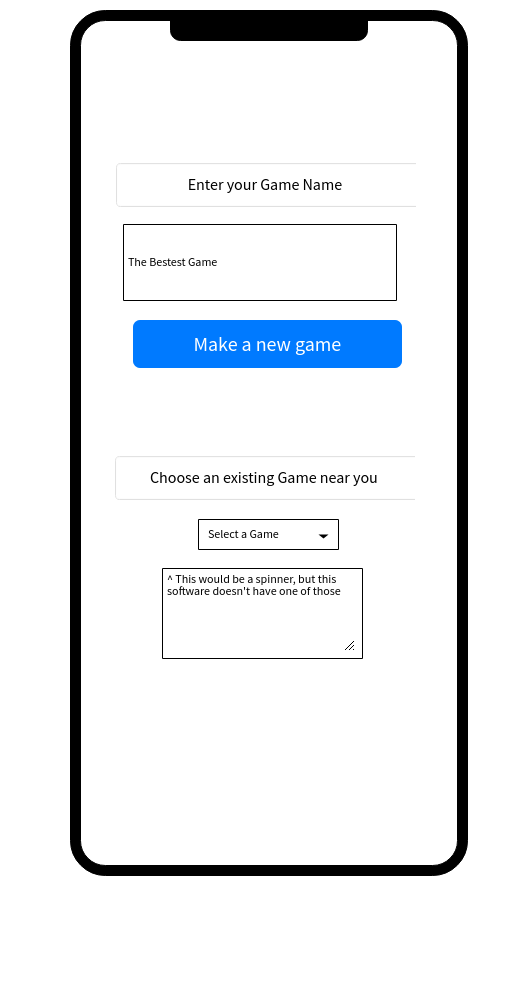 Enter your Game Name
The Bestest Game
Make a new game
Choose an existing Game near you
Select a Game
^ This would be a spinner, but this
software doesn't have one of those